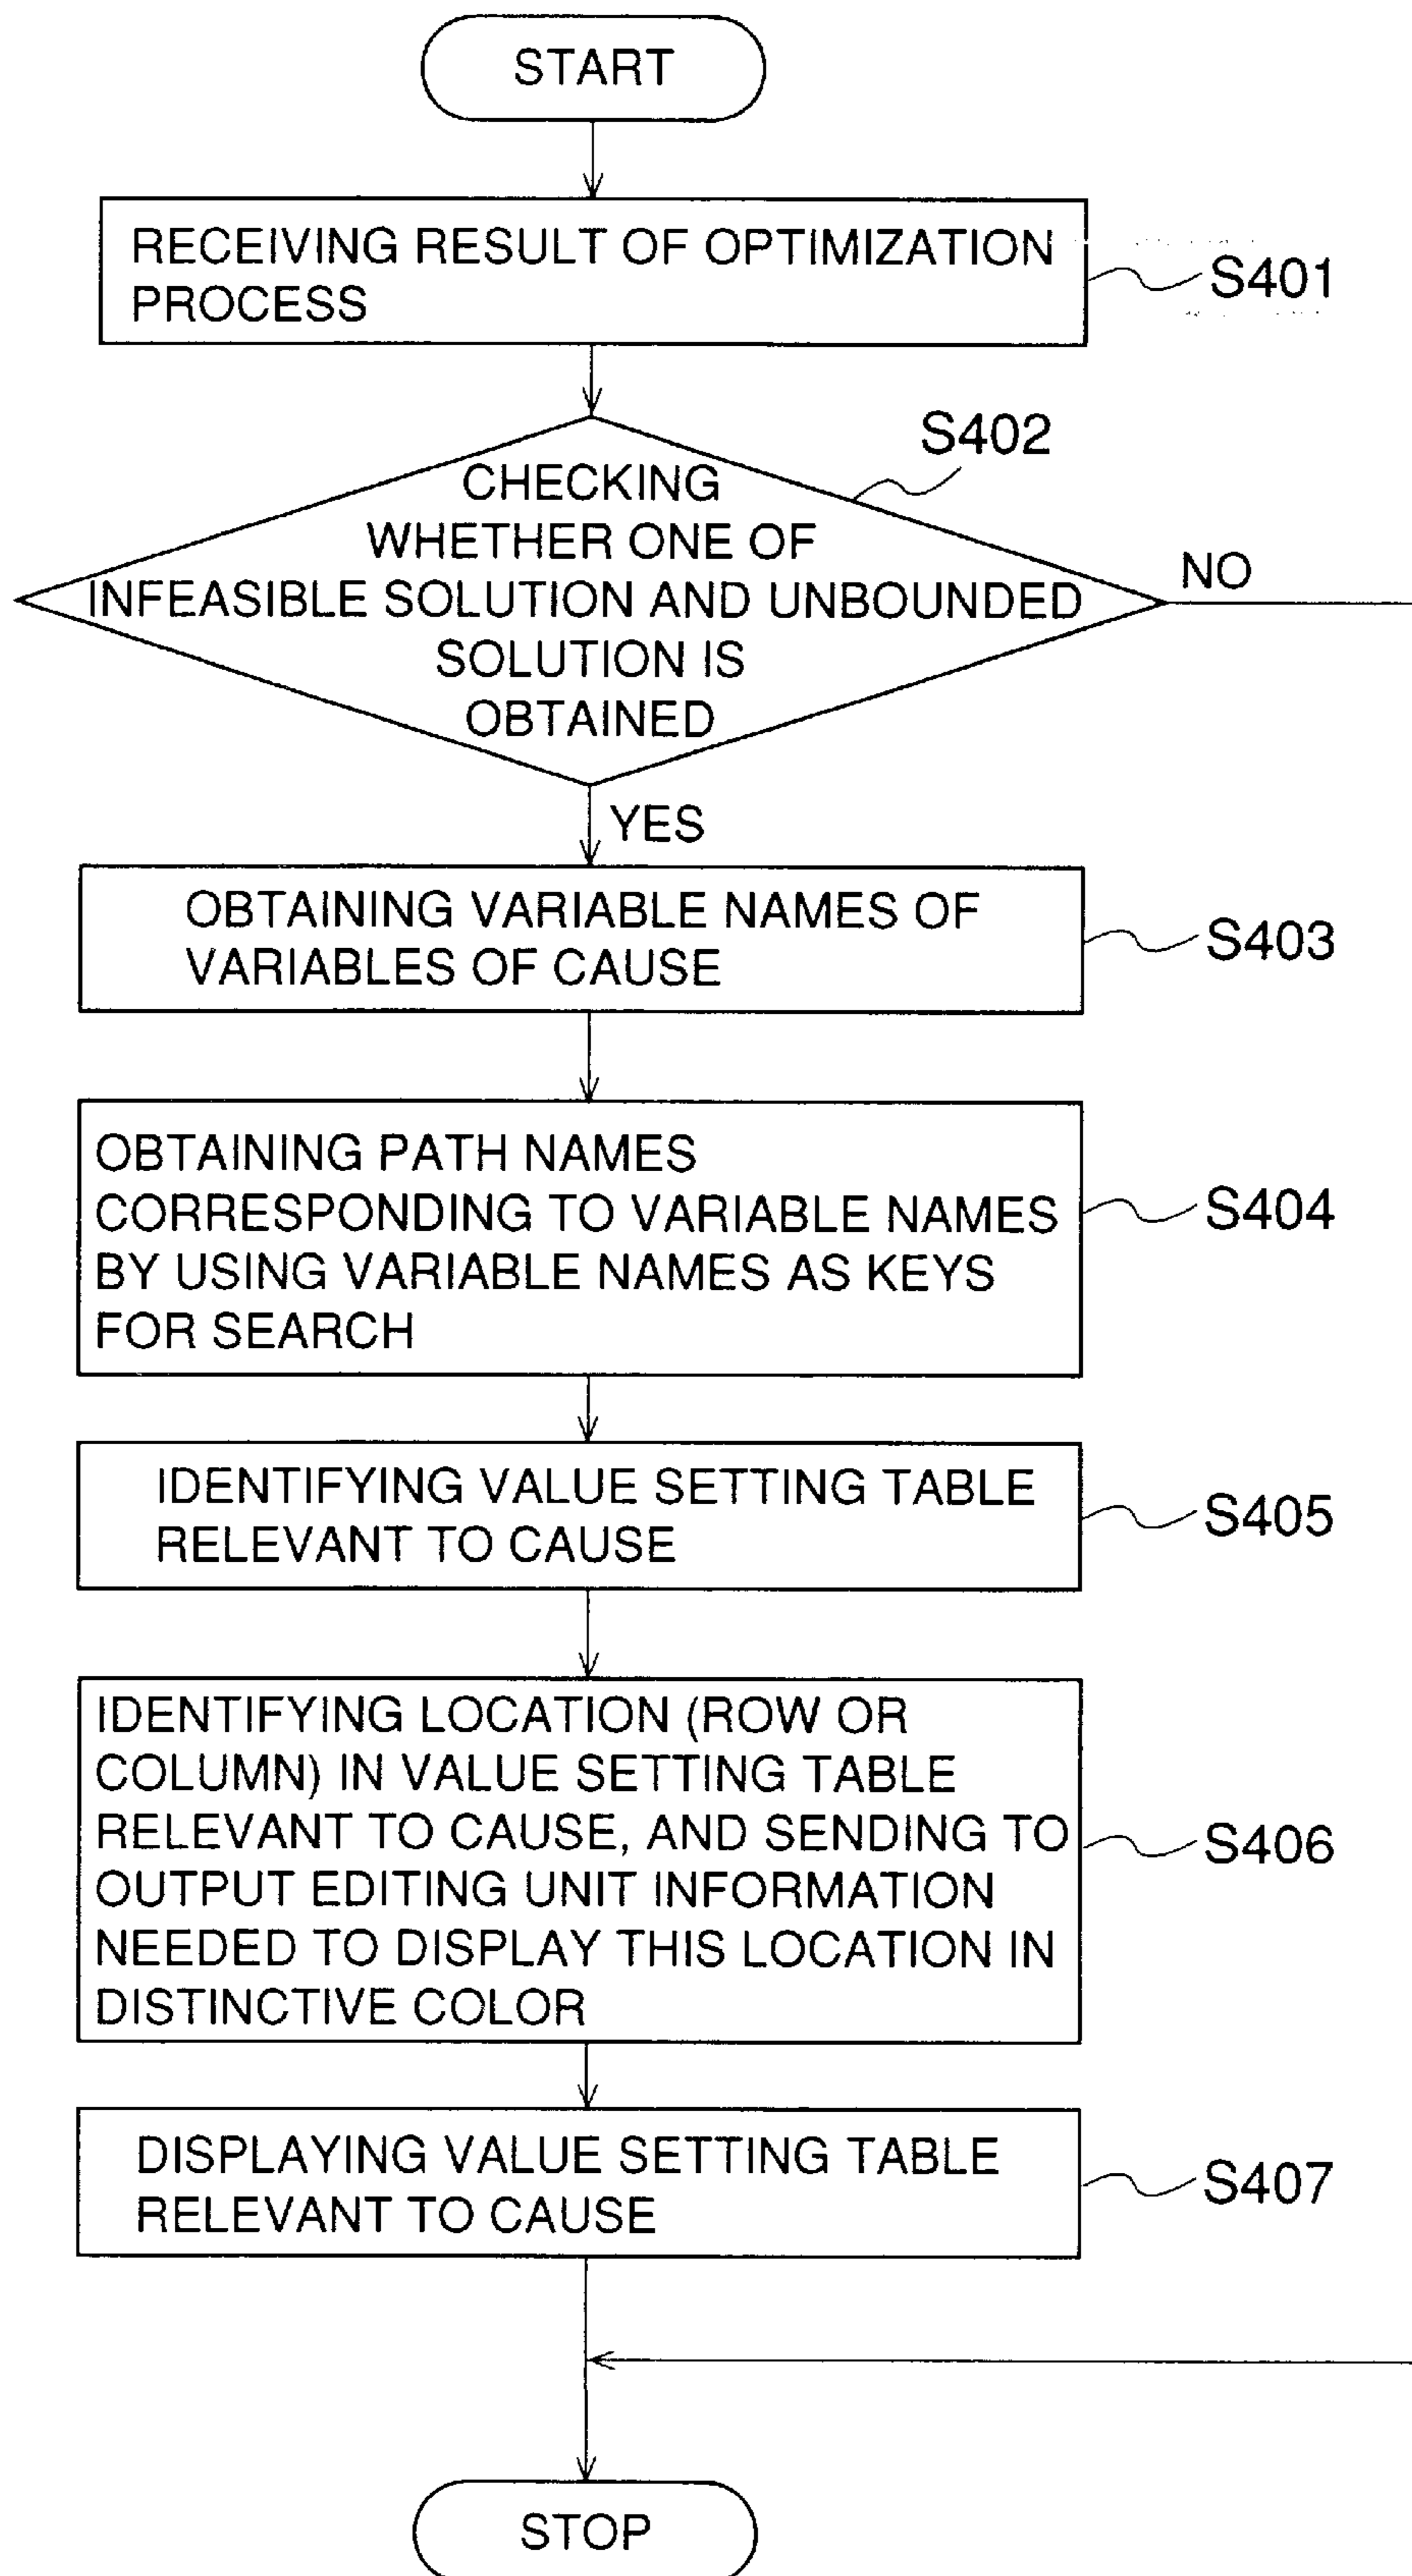 START
RECEIVING RESULT OF OPTIMIZATION
PROCESS
S401
S402
CHECKING
WHETHER ONE OF
INFEASIBLE SOLUTION AND UNBOUNDED
SOLUTION IS
OBTAINED
NO
YES
OBTAINING VARIABLE NAMES OF
VARIABLES OF CAUSE
S403
OBTAINING PATH NAMES
CORRESPONDING TO VARIABLE NAMES
BY USING VARIABLE NAMES AS KEYS
FOR SEARCH
S404
IDENTIFYING VALUE SETTING TABLE
RELEVANT TO CAUSE
S405
IDENTIFYING LOCATION (ROW OR
COLUMN) IN VALUE SETTING TABLE
RELEVANT TO CAUSE, AND SENDING TO
OUTPUT EDITING UNIT INFORMATION
NEEDED TO DISPLAY THIS LOCATION IN
DISTINCTIVE COLOR
S406
DISPLAYING VALUE SETTING TABLE
RELEVANT TO CAUSE
S407
STOP